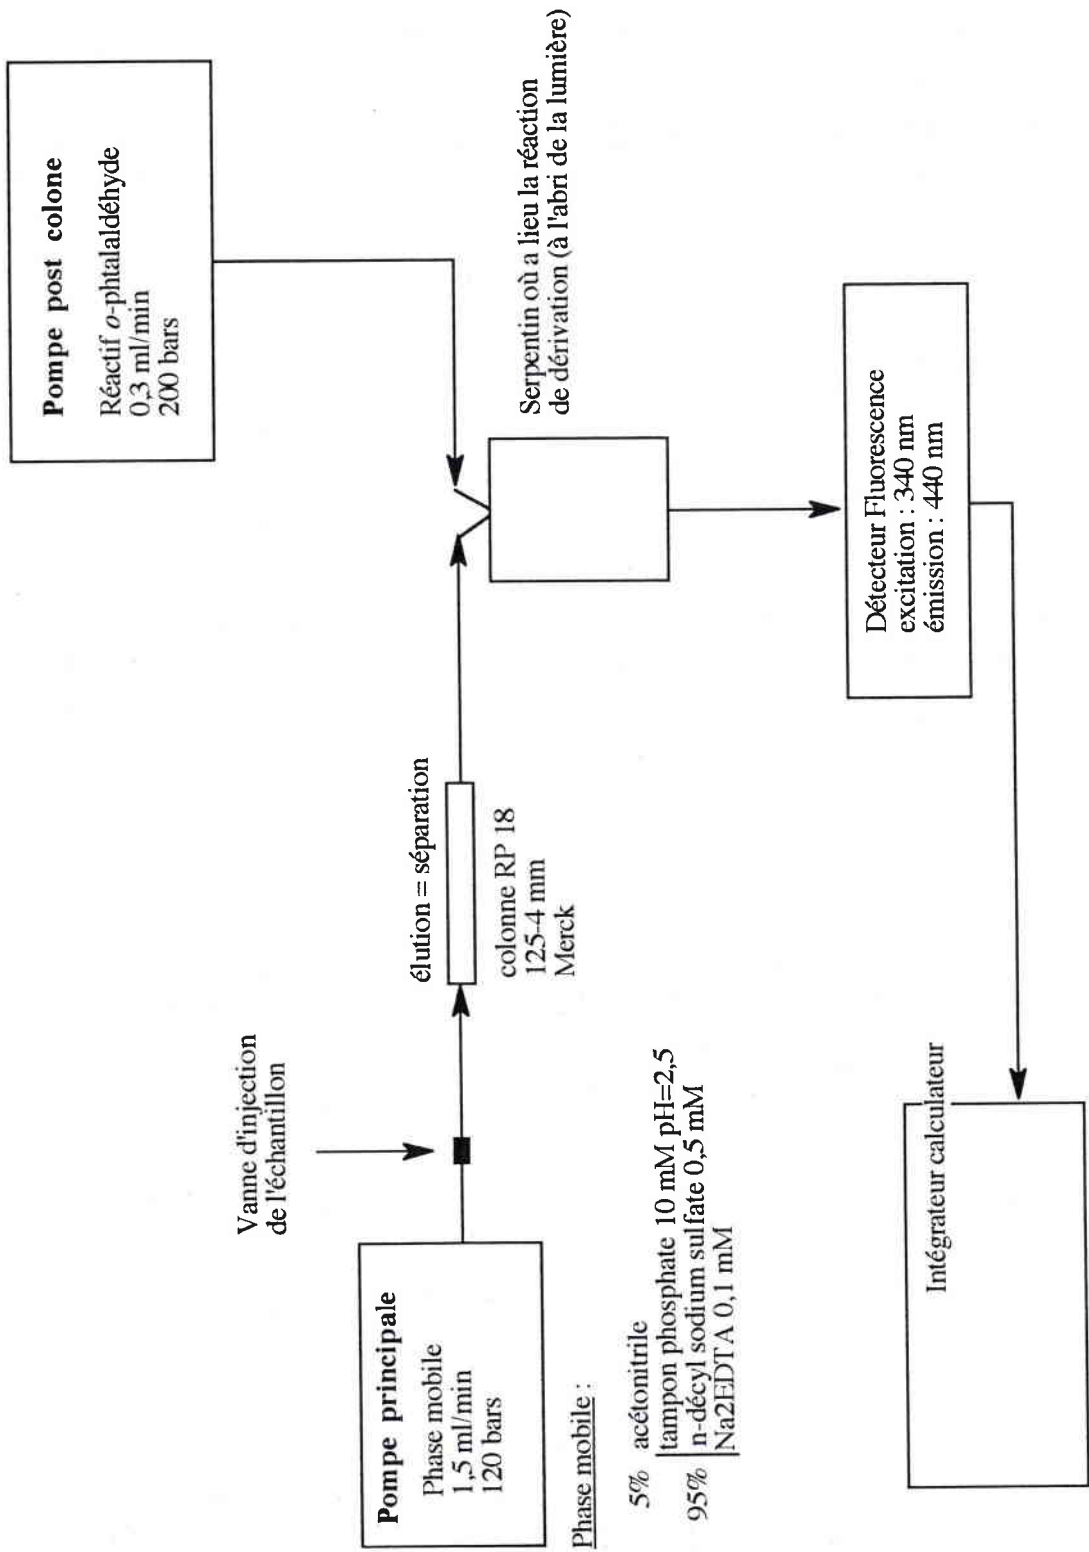 Pompe post colone
Réactif o-phtalaldéhyde
0,3 ml/min
200 bars
Serpentin où a lieu la réaction
de dérivation (à l'abri de la lumière)
Vanne d'injection
de l'échantillon
élution = séparation
colonne RP 18
125-4 mm
Merck
Pompe principale
Phase mobile
1,5 ml/min
120 bars
Phase mobile :
5% acétonitrile
tampon phosphate 10 mM pH=2,5
95% n-décyl sodium sulfate 0,5 mM
Na2EDTA 0,1 mM
Détecteur Fluorescence
excitation : 340 nm
émission : 440 nm
Intégrateur calculateur